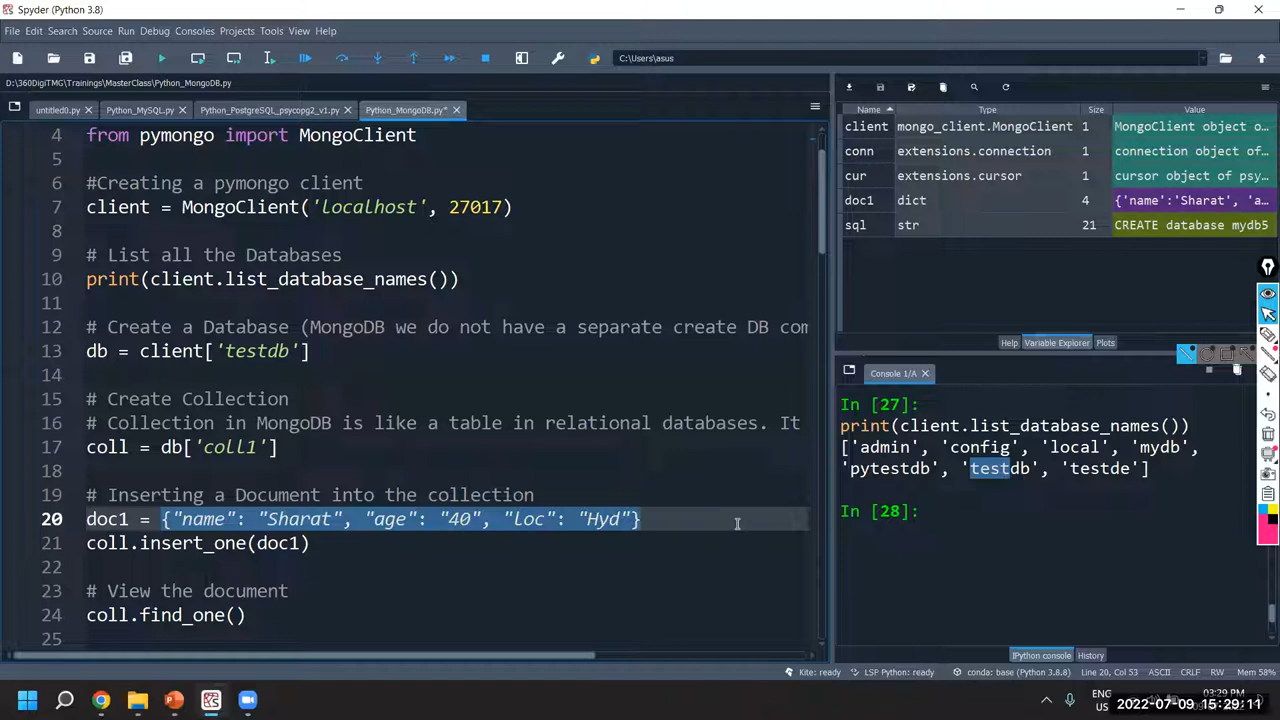 Spyder (Python 3.8)
File Edit Search Source Run Debug Consoles Projects Tools View Help
C:\Users\asus
D:\360DigiTMG\Trainings\MasterClass\Python_MongoDB.py
untitled0.py Python_MySQL.py Python_PostgreSQL_psycopg2_v1.py Python_MongoDB.py*
4 from pymongo import MongoClient
5
6 #Creating a pymongo client
7 client = MongoClient('localhost', 27017)
8
9 # List all the Databases
10 print(client.list_database_names())
11
12 # Create a Database (MongoDB we do not have a separate create DB com
13 db = client['testdb']
14
15 # Create Collection
16 # Collection in MongoDB is like a table in relational databases. It
17 coll = db['coll1']
18
19 # Inserting a Document into the collection
20 doc1 = {"name": "Sharat", "age": "40", "loc": "Hyd"}
21 coll.insert_one(doc1)
22
23 # View the document
24 coll.find_one()
25
Name Type Size Value
client mongo_client.MongoClient 1 MongoClient object o…
conn extensions.connection 1 connection object of…
cur extensions.cursor 1 cursor object of psy…
doc1 dict 4 {'name':'Sharat', 'a…
sql str 21 CREATE database mydb5
Help Variable Explorer Plots
Console 1/A
In [27]:
print(client.list_database_names())
['admin', 'config', 'local', 'mydb',
'pytestdb', 'testdb', 'testde']
In [28]:
IPython console History
Kite: ready LSP Python: ready conda: base (Python 3.8.8) Line 20, Col 53 ASCII CRLF RW Mem 58%
ENG
US
03:29 PM
2022-07-09 15:29:11